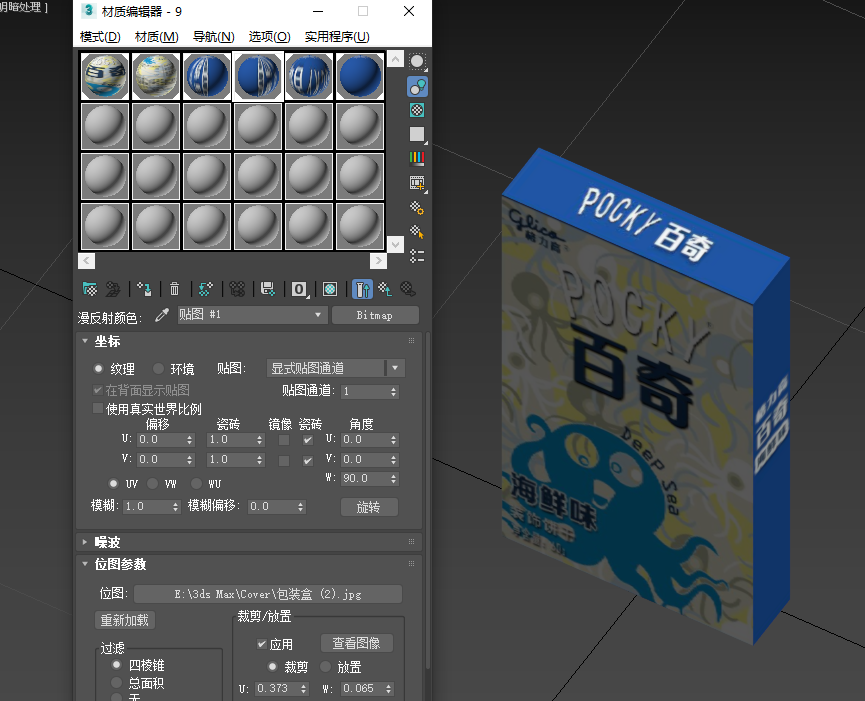 明暗处理 ]
3 材质编辑器 - 9
模式(D) 材质(M) 导航(N) 选项(O) 实用程序(U)
漫反射颜色: 贴图 #1 Bitmap
坐标
纹理 环境 贴图: 显式贴图通道
在背面显示贴图 贴图通道: 1
使用真实世界比例
偏移 瓷砖 镜像 瓷砖 角度
U: 0.0 1.0 U: 0.0
V: 0.0 1.0 V: 0.0
W: 90.0
UV VW WU
模糊: 1.0 模糊偏移: 0.0 旋转
噪波
位图参数
位图: E:\3ds Max\Cover\包装盒 (2).jpg
重新加载
裁剪/放置
应用 查看图像
裁剪 放置
U: 0.373 W: 0.065
过滤
四棱锥
总面积
无
POCKY 百奇
Glico
格力高
POCKY
百奇
Deep Sea
海鲜味
装饰饼干
格力高
百奇